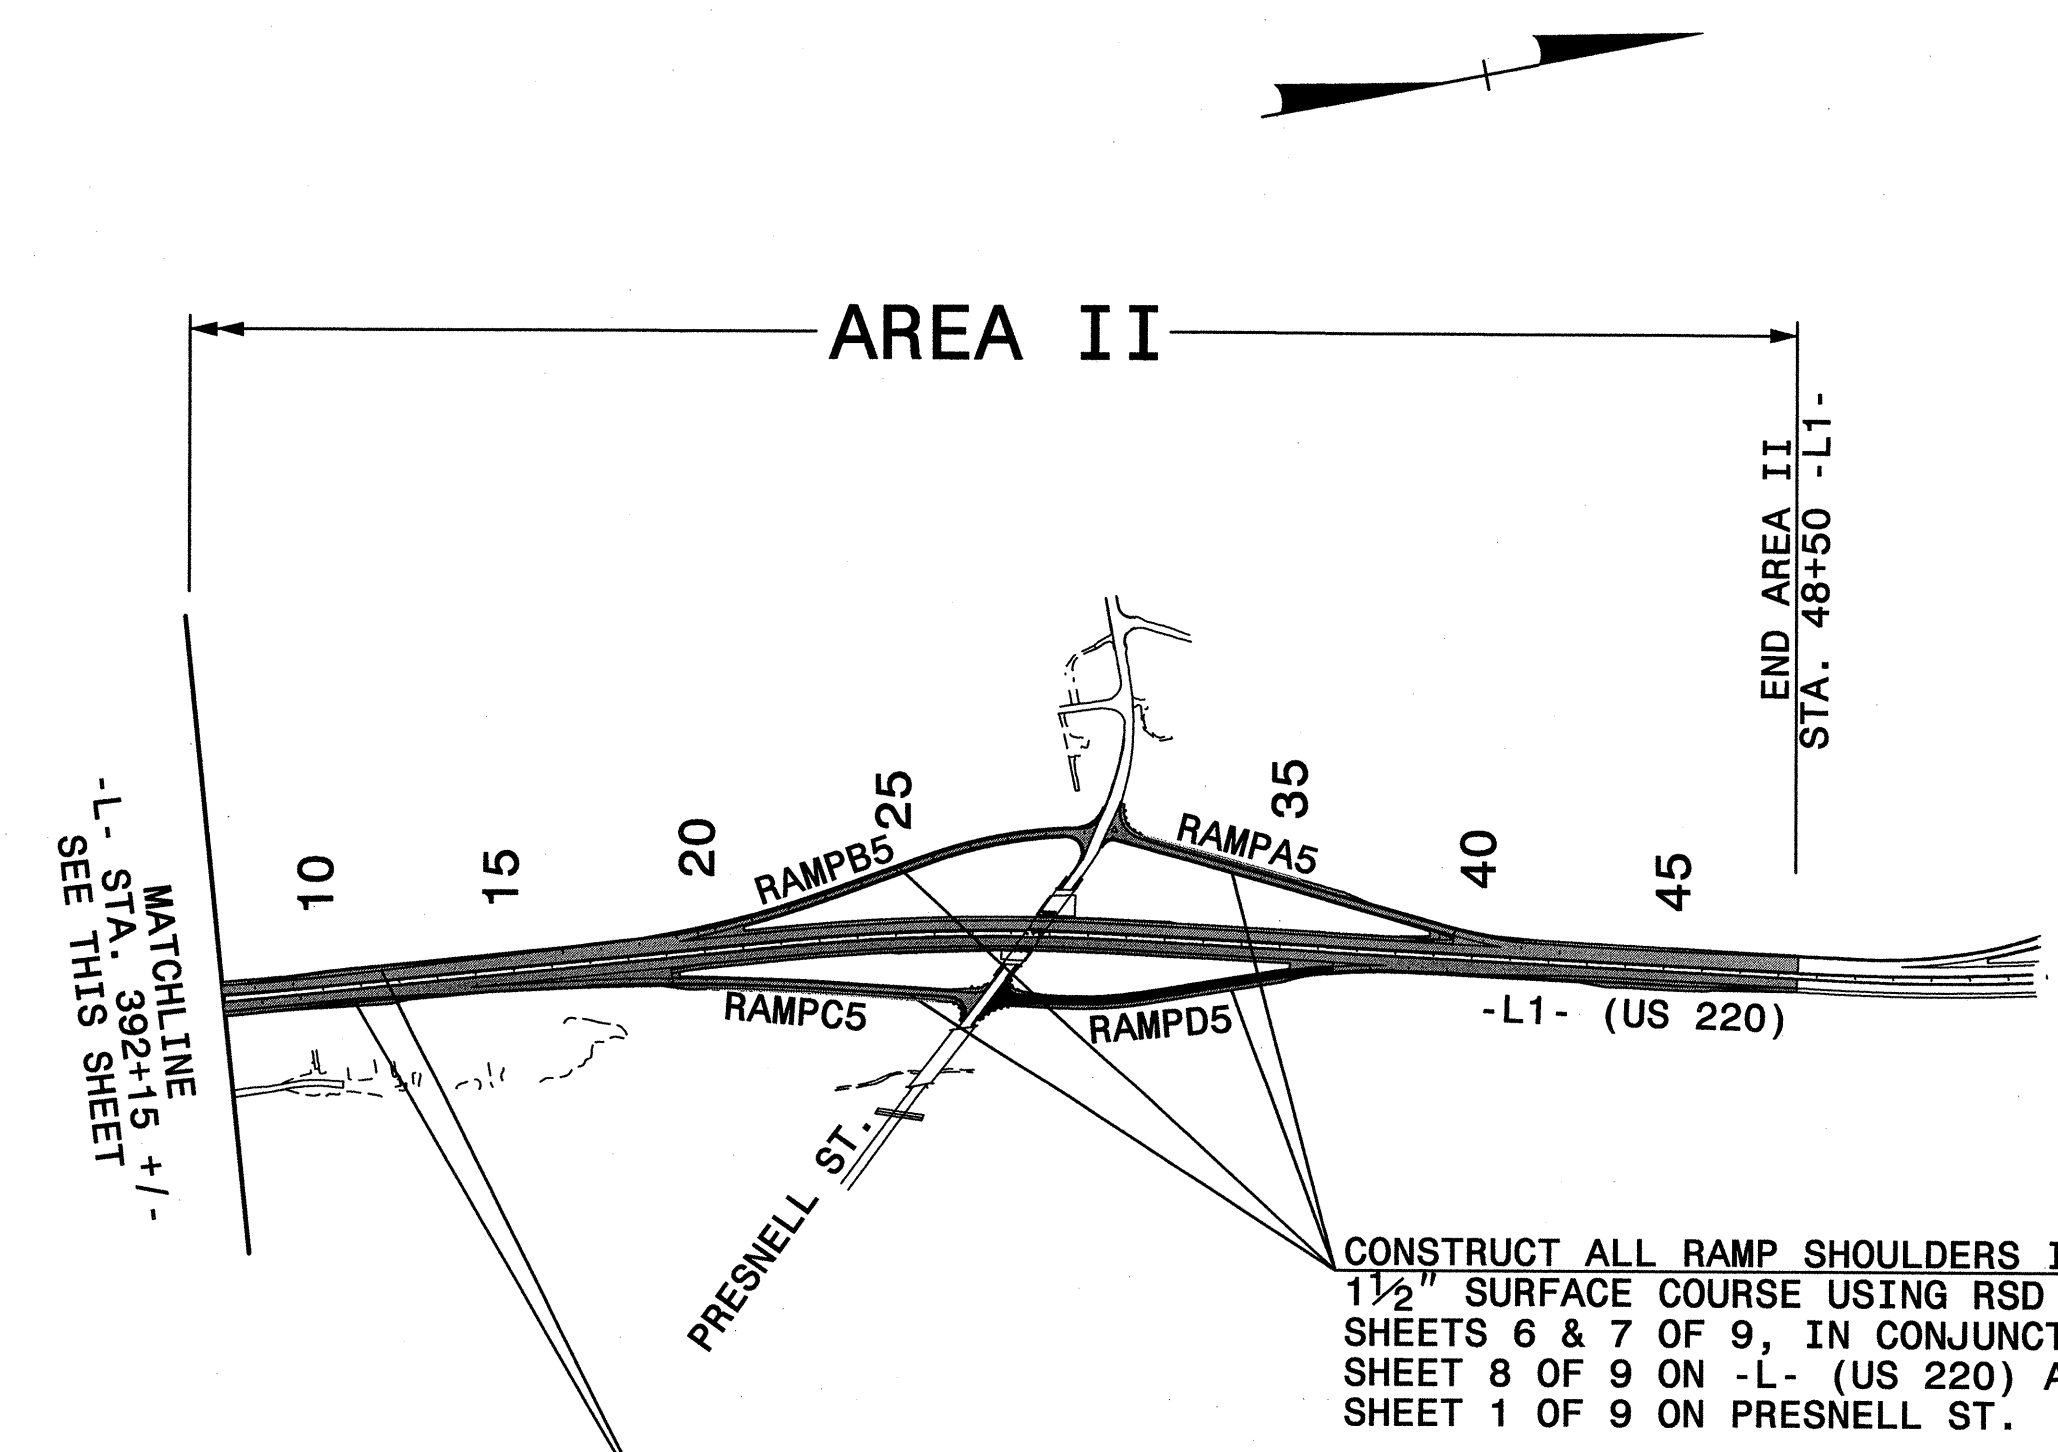 AREA II
END AREA II
STA. 48+50 -L1-
MATCHLINE
-L- STA. 392+15 +/-
SEE THIS SHEET
10
15
20
25
35
40
45
RAMPB5
RAMPA5
RAMPC5
RAMPD5
-L1- (US 220)
PRESNELL ST.
CONSTRUCT ALL RAMP SHOULDERS
1 1/2" SURFACE COURSE USING RSD
SHEETS 6 & 7 OF 9, IN CONJUNCT
SHEET 8 OF 9 ON -L- (US 220)
SHEET 1 OF 9 ON PRESNELL ST.